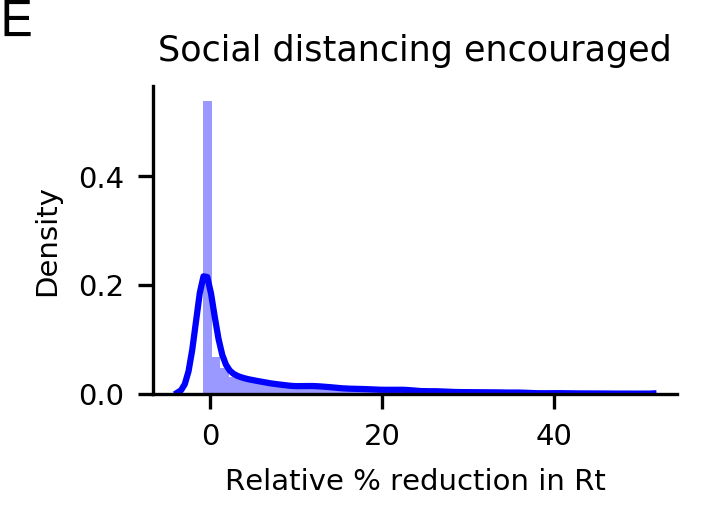 E
Social distancing encouraged
Density
0.4
0.2
0.0
0 20 40
Relative % reduction in Rt